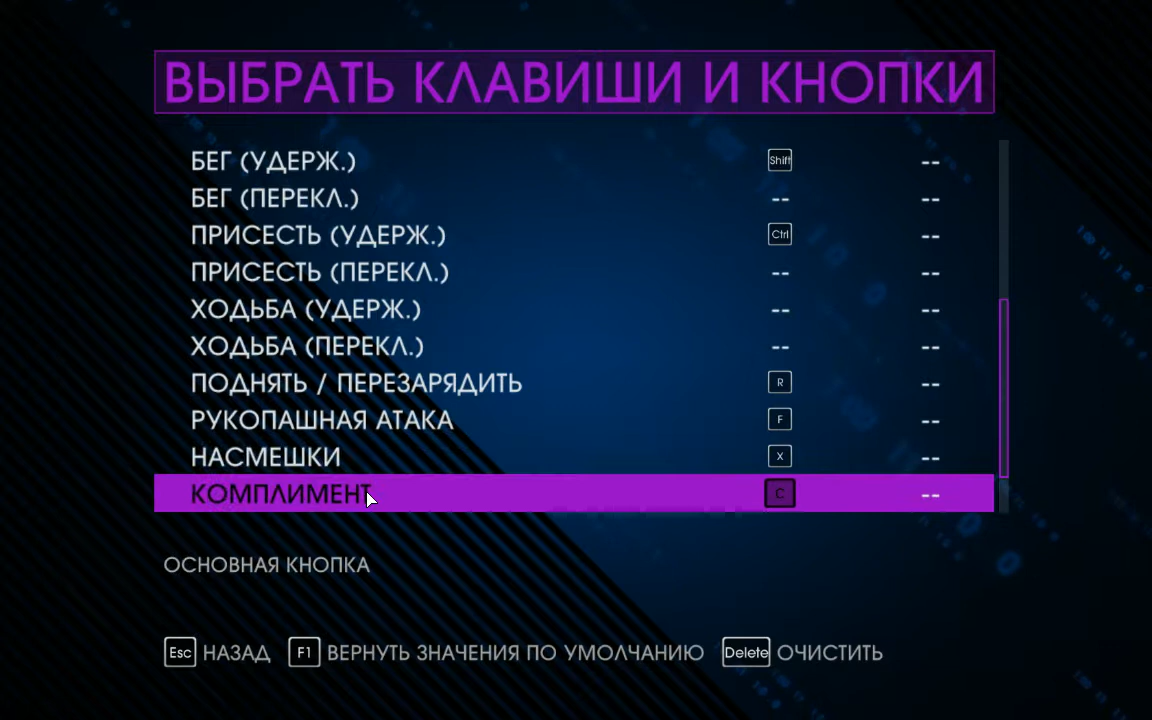 ВЫБРАТЬ КЛАВИШИ И КНОПКИ
БЕГ (УДЕРЖ.) Shift --
БЕГ (ПЕРЕКЛ.) -- --
ПРИСЕСТЬ (УДЕРЖ.) Ctrl --
ПРИСЕСТЬ (ПЕРЕКЛ.) -- --
ХОДЬБА (УДЕРЖ.) -- --
ХОДЬБА (ПЕРЕКЛ.) -- --
ПОДНЯТЬ / ПЕРЕЗАРЯДИТЬ R --
РУКОПАШНАЯ АТАКА F --
НАСМЕШКИ X --
КОМПЛИМЕНТ C --
ОСНОВНАЯ КНОПКА
Esc НАЗАД F1 ВЕРНУТЬ ЗНАЧЕНИЯ ПО УМОЛЧАНИЮ Delete ОЧИСТИТЬ